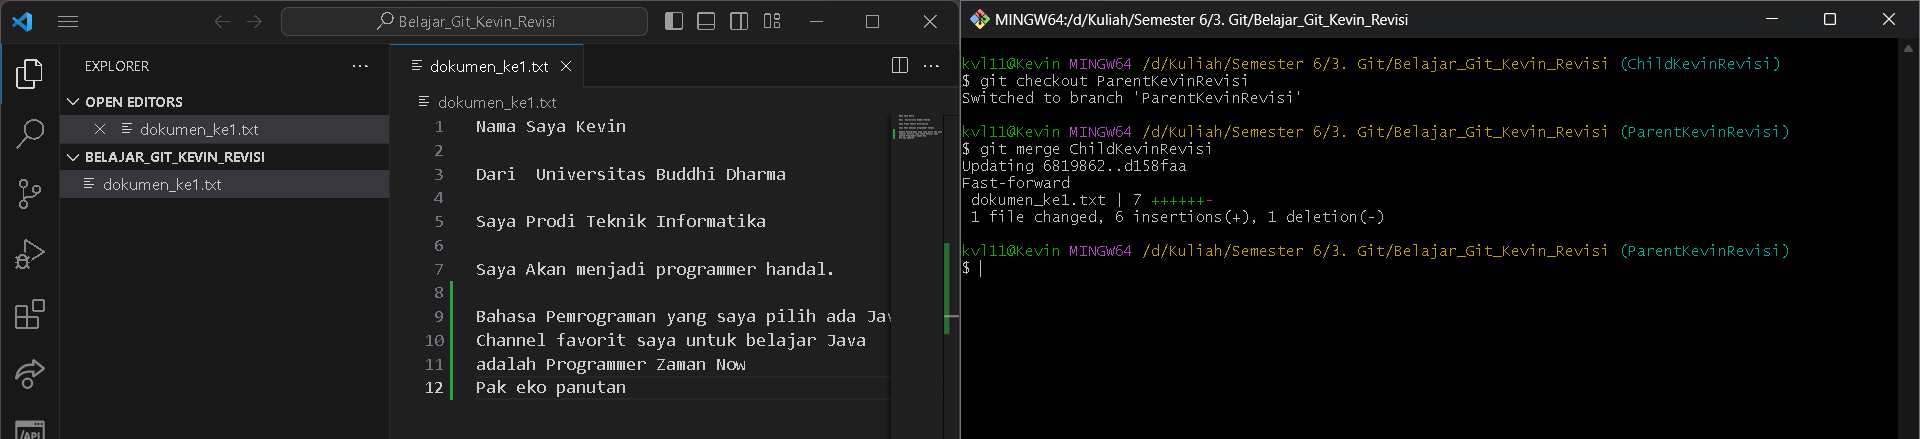 Belajar_Git_Kevin_Revisi
EXPLORER
OPEN EDITORS
dokumen_ke1.txt
BELAJAR_GIT_KEVIN_REVISI
dokumen_ke1.txt
/API
dokumen_ke1.txt
dokumen_ke1.txt
1 Nama Saya Kevin
2
3 Dari  Universitas Buddhi Dharma
4
5 Saya Prodi Teknik Informatika
6
7 Saya Akan menjadi programmer handal.
8
9 Bahasa Pemrograman yang saya pilih ada Jav
10 Channel favorit saya untuk belajar Java
11 adalah Programmer Zaman Now
12 Pak eko panutan
MINGW64:/d/Kuliah/Semester 6/3. Git/Belajar_Git_Kevin_Revisi
kvl11@Kevin MINGW64 /d/Kuliah/Semester 6/3. Git/Belajar_Git_Kevin_Revisi (ChildKevinRevisi)
$ git checkout ParentKevinRevisi
Switched to branch 'ParentKevinRevisi'
kvl11@Kevin MINGW64 /d/Kuliah/Semester 6/3. Git/Belajar_Git_Kevin_Revisi (ParentKevinRevisi)
$ git merge ChildKevinRevisi
Updating 6819862..d158faa
Fast-forward
dokumen_ke1.txt | 7 ++++++-
1 file changed, 6 insertions(+), 1 deletion(-)
kvl11@Kevin MINGW64 /d/Kuliah/Semester 6/3. Git/Belajar_Git_Kevin_Revisi (ParentKevinRevisi)
$